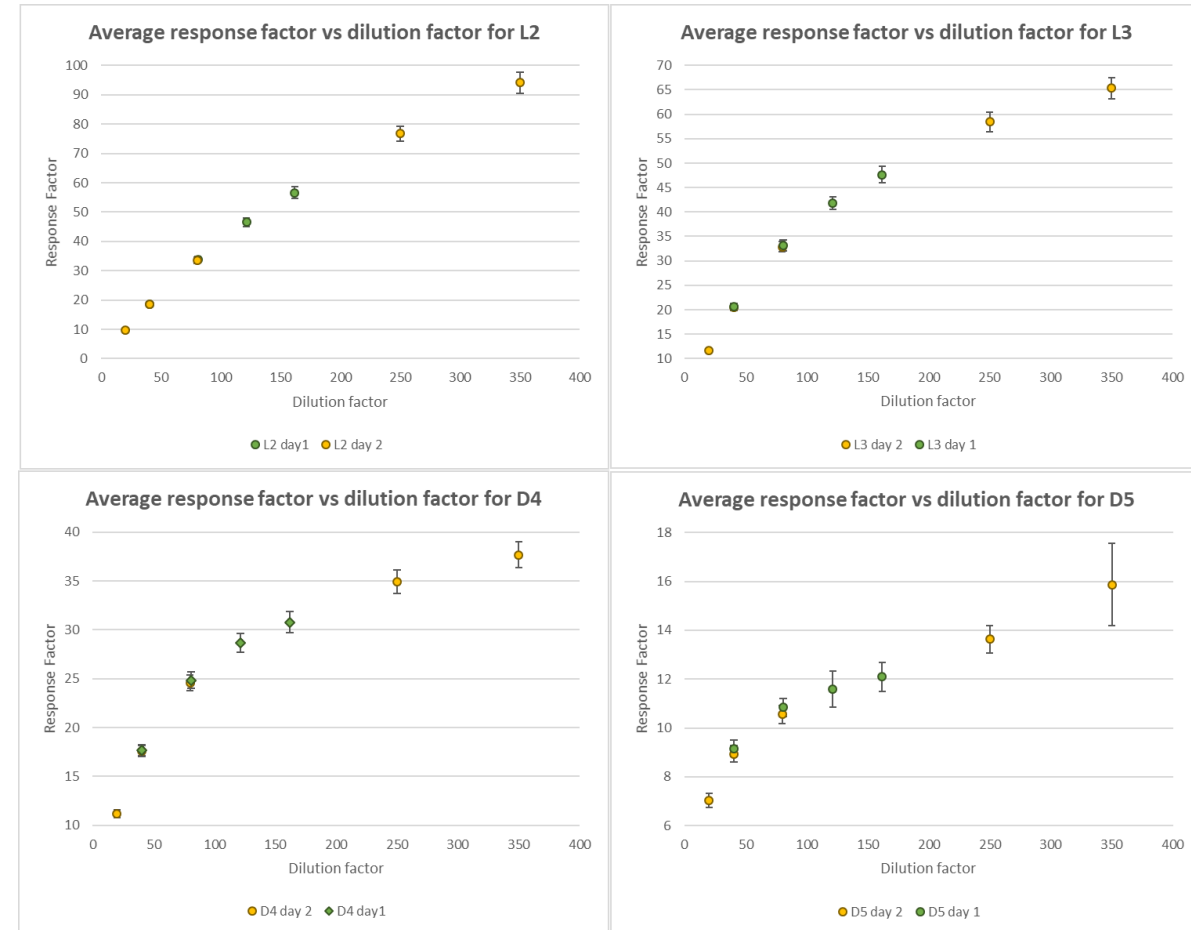 Average response factor vs dilution factor for L2
100
90
80
70
60
50
40
30
20
10
0
Response Factor
0 50 100 150 200 250 300 350 400
Dilution factor
L2 day1 L2 day 2
Average response factor vs dilution factor for L3
70
65
60
55
50
45
40
35
30
25
20
15
10
Response Factor
0 50 100 150 200 250 300 350 400
Dilution factor
L3 day 2 L3 day 1
Average response factor vs dilution factor for D4
40
35
30
25
20
15
10
Response Factor
0 50 100 150 200 250 300 350 400
Dilution factor
D4 day 2 D4 day1
Average response factor vs dilution factor for D5
18
16
14
12
10
8
6
Response Factor
0 50 100 150 200 250 300 350 400
Dilution factor
D5 day 2 D5 day 1